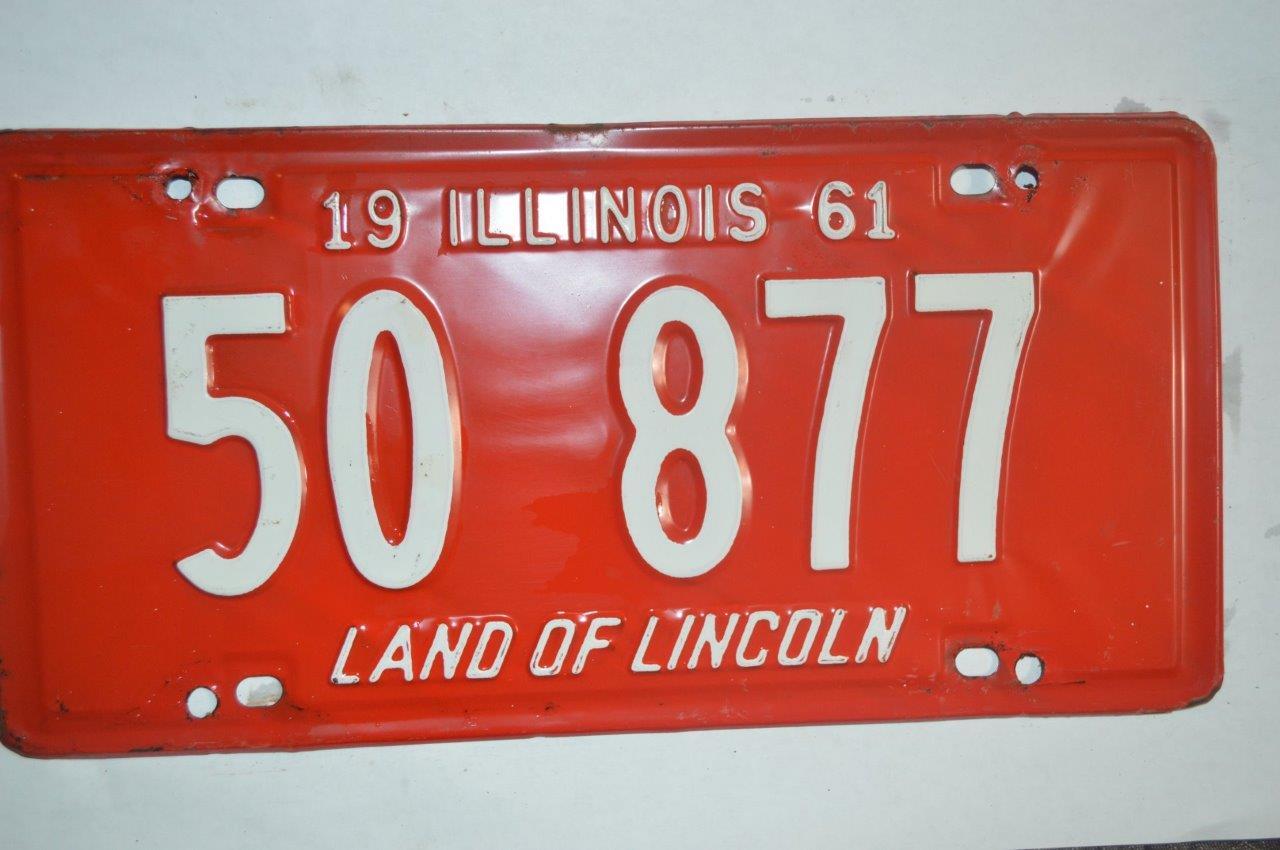 19 ILLINOIS 61
50 877
LAND OF LINCOLN